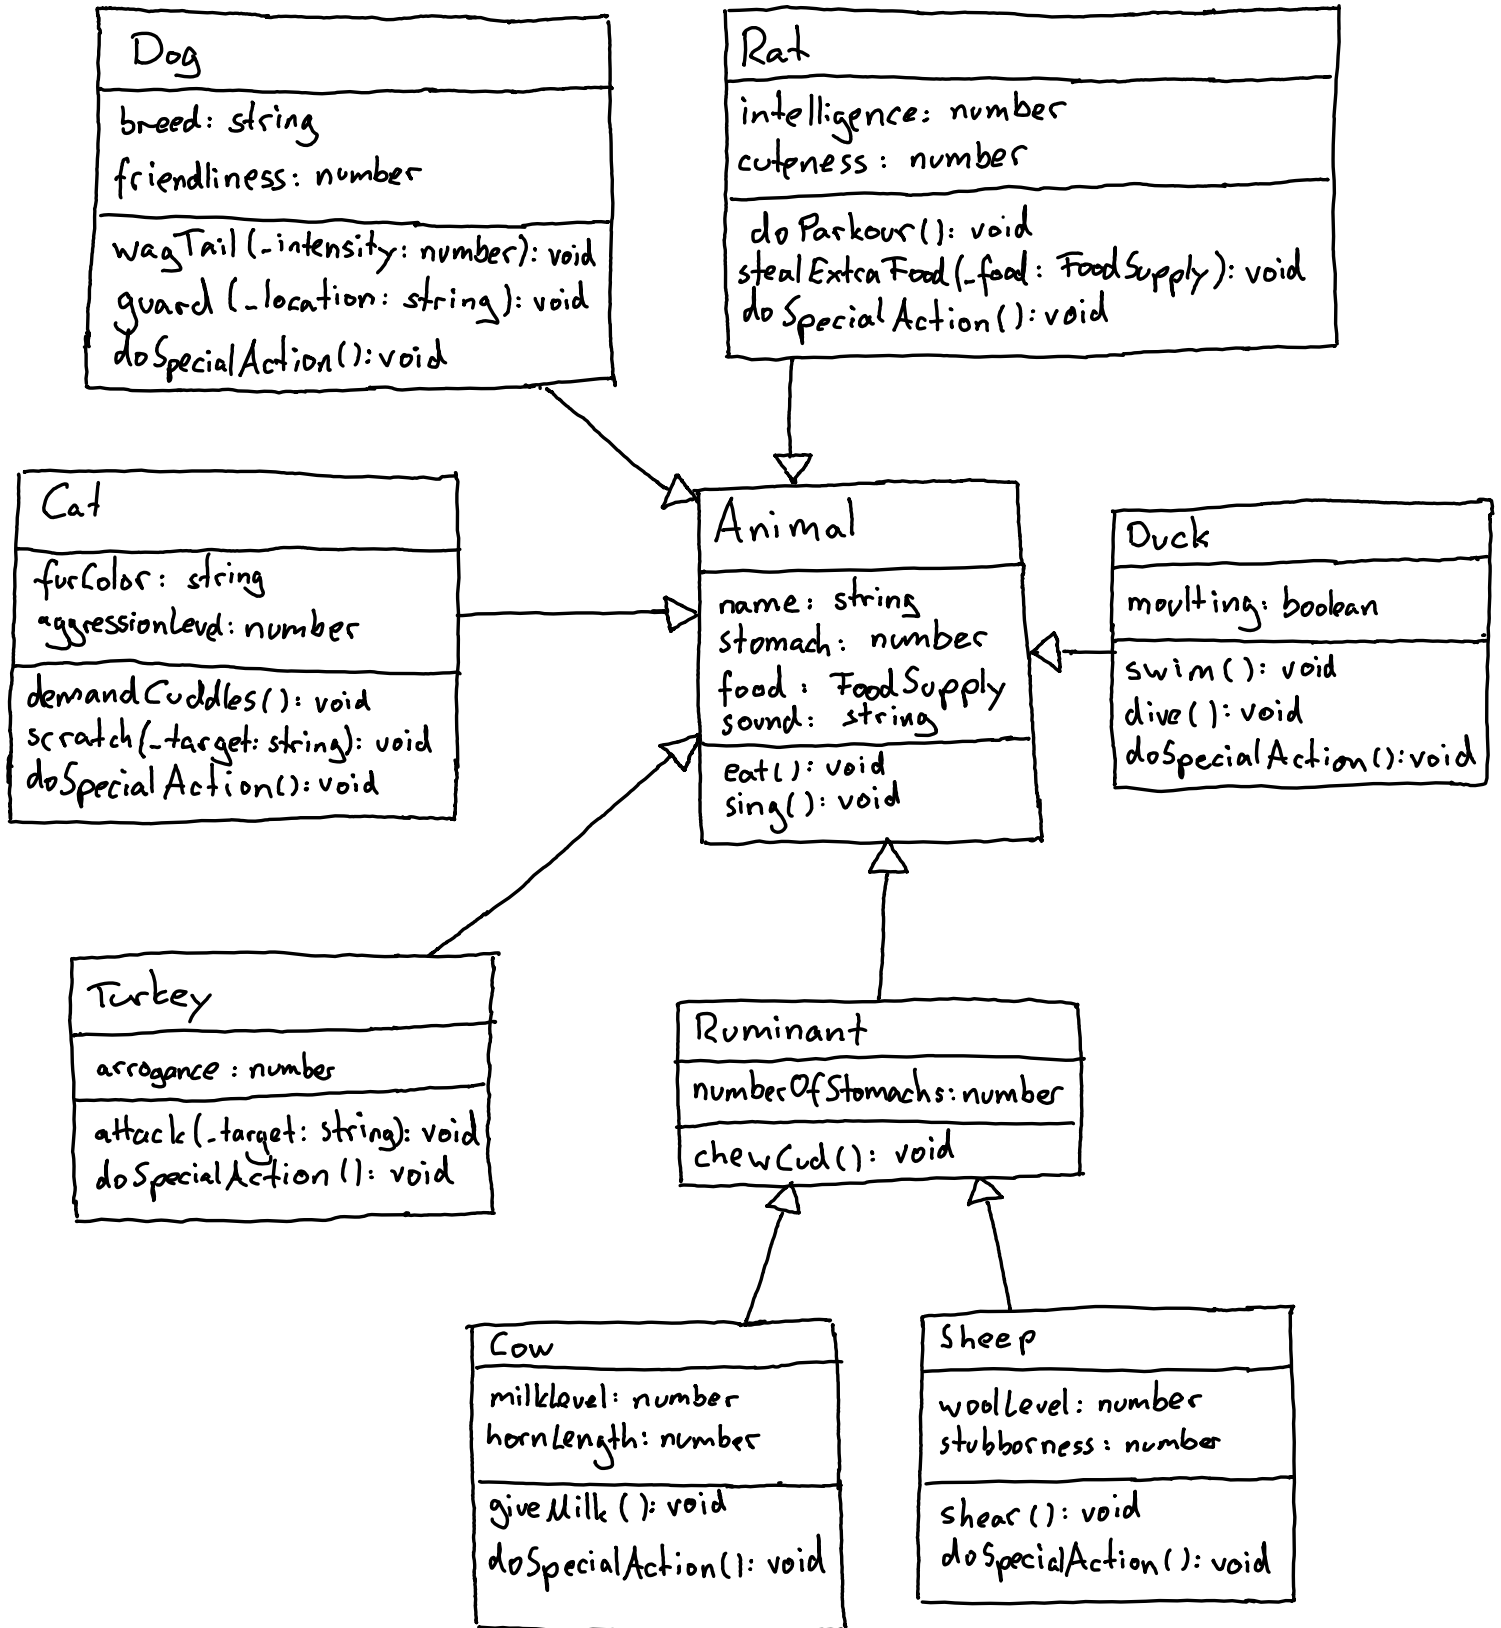 Dog
breed: string
friendliness: number
wagTail(_intensity: number): void
guard(_location: string): void
doSpecialAction(): void
Rat
intelligence: number
cuteness: number
doParkour(): void
stealExtraFood(_food: FoodSupply): void
doSpecialAction(): void
Cat
furColor: string
aggressionLevel: number
demandCuddles(): void
scratch(_target: string): void
doSpecialAction(): void
Animal
name: string
stomach: number
food: FoodSupply
sound: string
eat(): void
sing(): void
Duck
moulting: boolean
swim(): void
dive(): void
doSpecialAction(): void
Turkey
arrogance: number
attack(_target: string): void
doSpecialAction(): void
Ruminant
numberOfStomachs: number
chewCud(): void
Cow
milkLevel: number
hornLength: number
giveMilk(): void
doSpecialAction(): void
Sheep
woolLevel: number
stubborness: number
shear(): void
doSpecialAction(): void